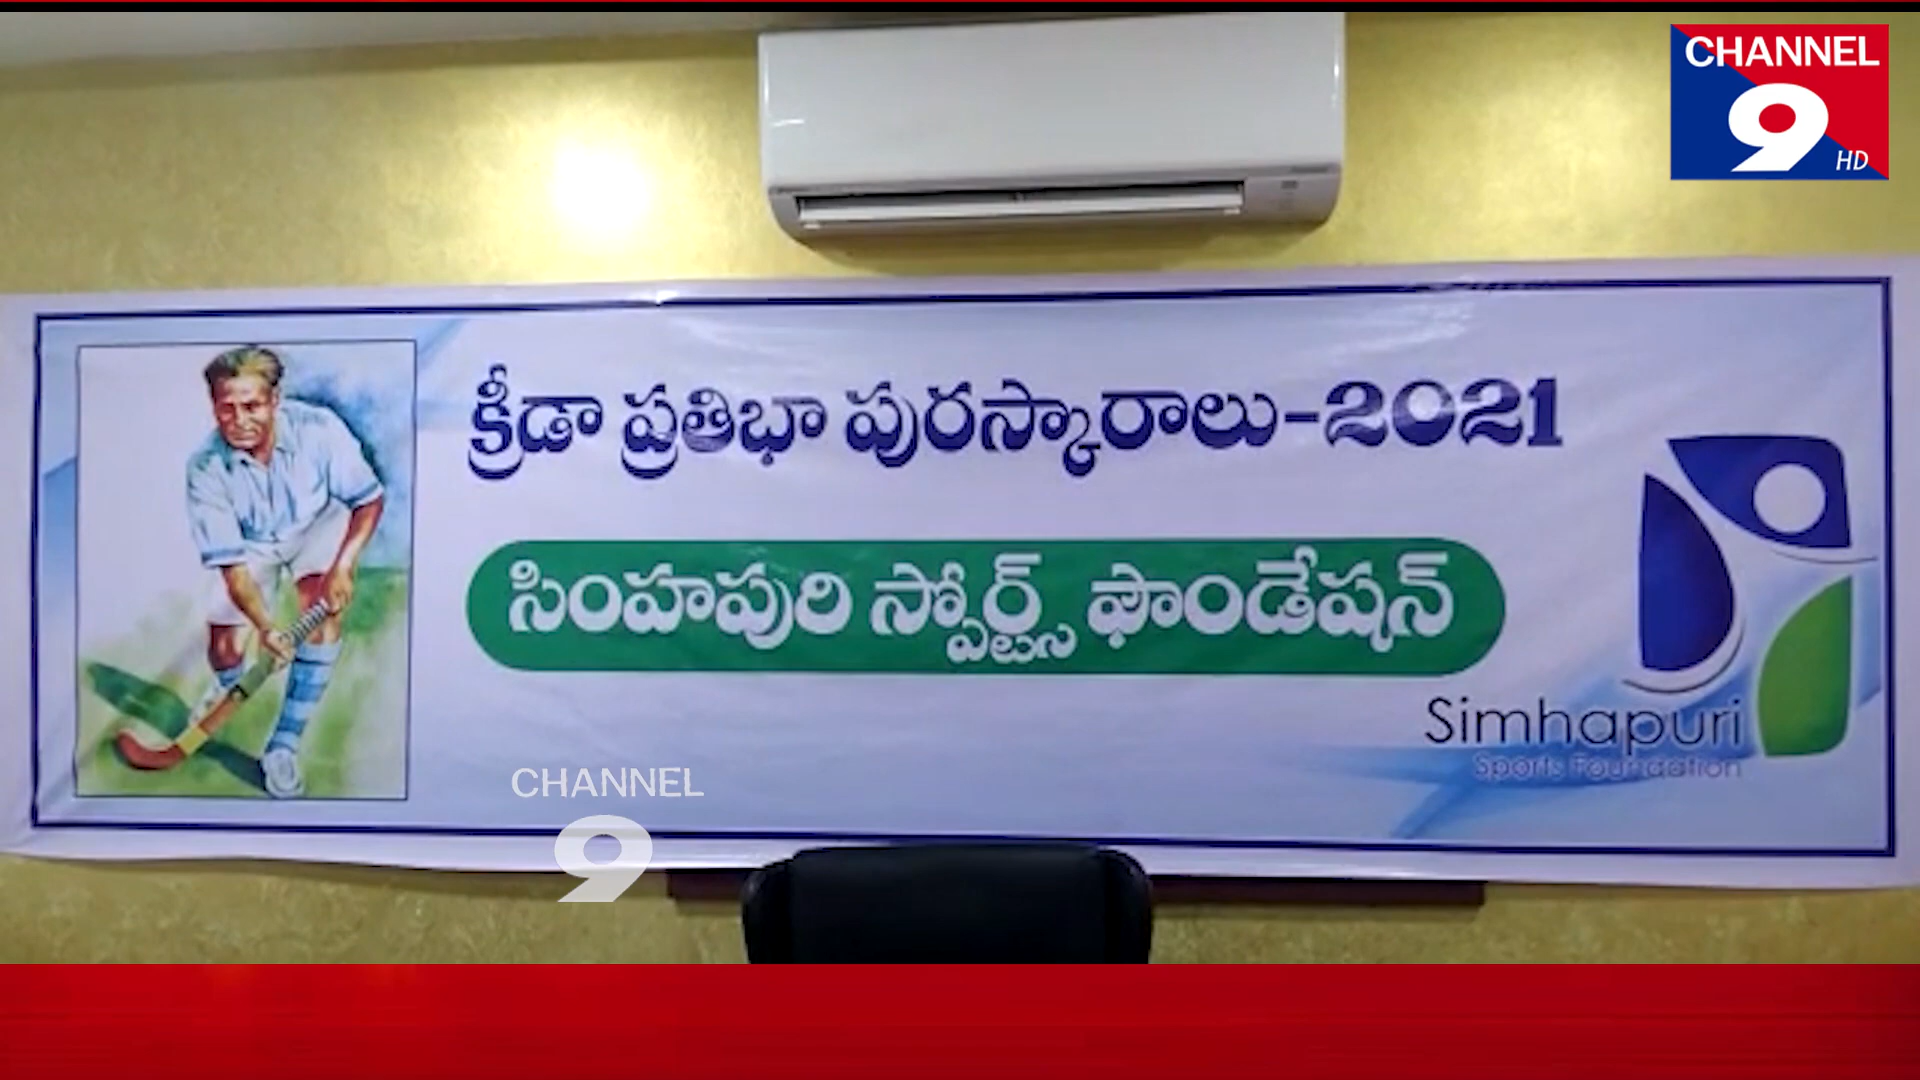 CHANNEL
9
HD
క్రీడా ప్రతిభా పురస్కారాలు-2021
సింహపురి స్పోర్ట్స్ ఫౌండేషన్
Simhapuri
Sports Foundation
CHANNEL
9